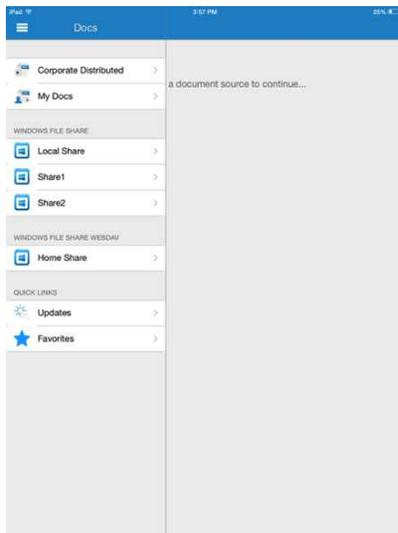 iPad
3:57 PM
25%
Docs
Corporate Distributed
My Docs
a document source to continue...
WINDOWS FILE SHARE
Local Share
Share1
Share2
WINDOWS FILE SHARE WEBDAV
Home Share
QUICK LINKS
Updates
Favorites